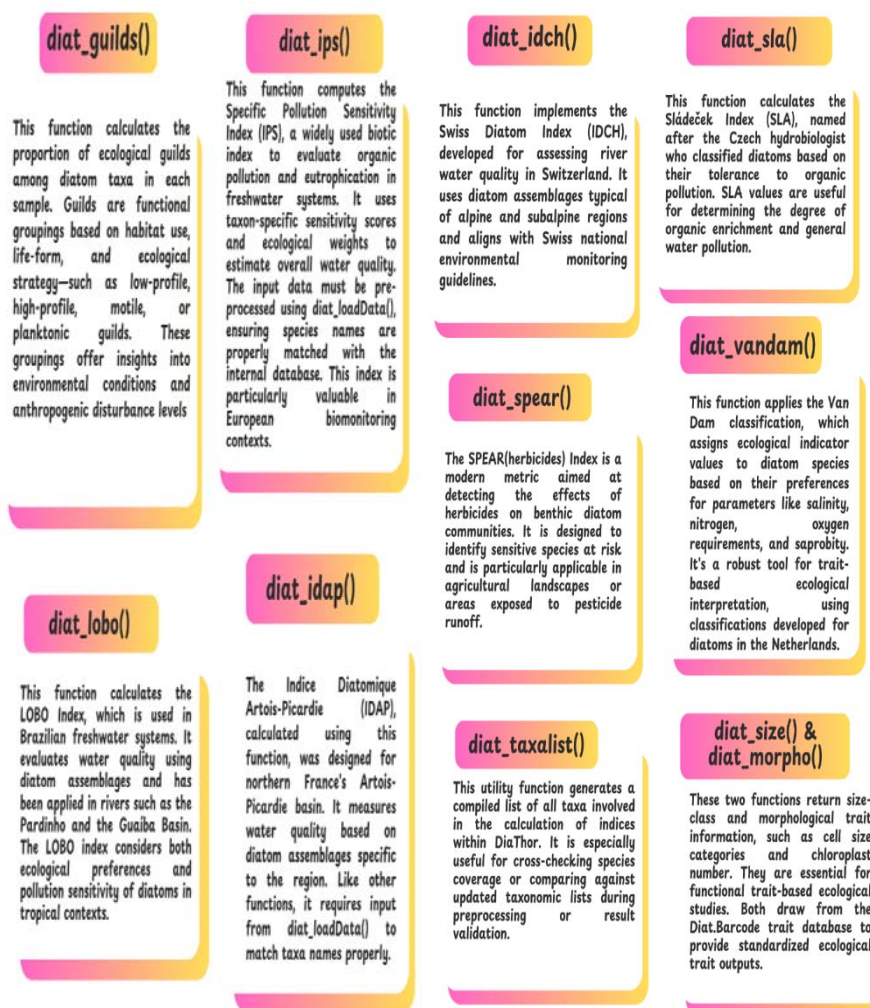 diat_guilds()
This function calculates the
proportion of ecological guilds
among diatom taxa in each
sample. Guilds are functional
groupings based on habitat use,
life-form, and ecological
strategy—such as low-profile,
high-profile, motile, or
planktonic guilds. These
groupings offer insights into
environmental conditions and
anthropogenic disturbance levels
diat_ips()
This function computes the
Specific Pollution Sensitivity
Index (IPS), a widely used biotic
index to evaluate organic
pollution and eutrophication in
freshwater systems. It uses
taxon-specific sensitivity scores
and ecological weights to
estimate overall water quality.
The input data must be pre-
processed using diat_loadData(),
ensuring species names are
properly matched with the
internal database. This index is
particularly valuable in
European biomonitoring
contexts.
diat_idch()
This function implements the
Swiss Diatom Index (IDCH),
developed for assessing river
water quality in Switzerland. It
uses diatom assemblages typical
of alpine and subalpine regions
and aligns with Swiss national
environmental monitoring
guidelines.
diat_sla()
This function calculates the
Sládeček Index (SLA), named
after the Czech hydrobiologist
who classified diatoms based on
their tolerance to organic
pollution. SLA values are useful
for determining the degree of
organic enrichment and general
water pollution.
diat_spear()
The SPEAR(herbicides) Index is a
modern metric aimed at
detecting the effects of
herbicides on benthic diatom
communities. It is designed to
identify sensitive species at risk
and is particularly applicable in
agricultural landscapes or
areas exposed to pesticide
runoff.
diat_vandam()
This function applies the Van
Dam classification, which
assigns ecological indicator
values to diatom species
based on their preferences
for parameters like salinity,
nitrogen, oxygen
requirements, and saprobity.
It's a robust tool for trait-
based ecological
interpretation, using
classifications developed for
diatoms in the Netherlands.
diat_lobo()
This function calculates the
LOBO Index, which is used in
Brazilian freshwater systems. It
evaluates water quality using
diatom assemblages and has
been applied in rivers such as the
Pardinho and the Guaíba Basin.
The LOBO index considers both
ecological preferences and
pollution sensitivity of diatoms in
tropical contexts.
diat_idap()
The Indice Diatomique
Artois-Picardie (IDAP),
calculated using this
function, was designed for
northern France's Artois-
Picardie basin. It measures
water quality based on
diatom assemblages specific
to the region. Like other
functions, it requires input
from diat_loadData() to
match taxa names properly.
diat_taxalist()
This utility function generates a
compiled list of all taxa involved
in the calculation of indices
within DiaThor. It is especially
useful for cross-checking species
coverage or comparing against
updated taxonomic lists during
preprocessing or result
validation.
diat_size() &
diat_morpho()
These two functions return size-
class and morphological trait
information, such as cell size
categories and chloroplast
number. They are essential for
functional trait-based ecological
studies. Both draw from the
Diat.Barcode trait database to
provide standardized ecological
trait outputs.